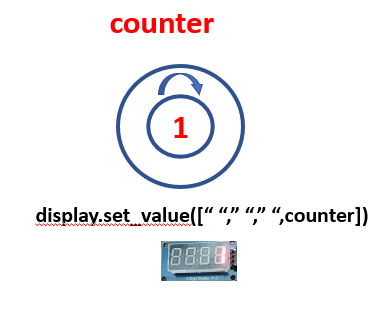 counter
1
display.set_value([“ “,” “,” “,counter])